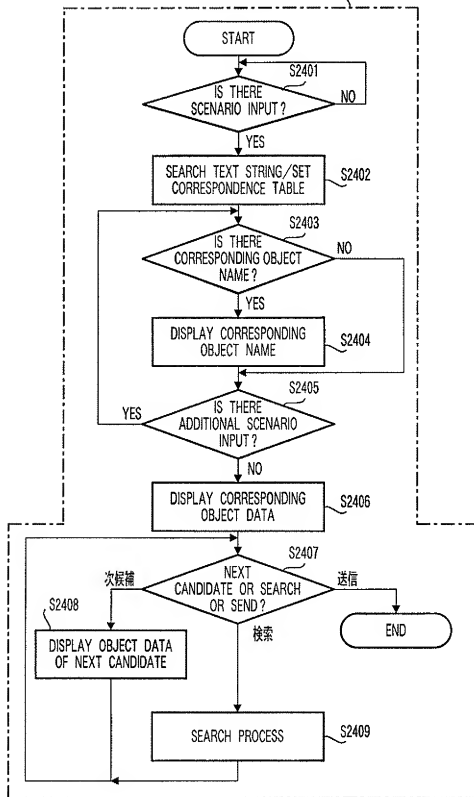 START
S2401
IS THERE
SCENARIO INPUT?
NO
YES
SEARCH TEXT STRING/SET
CORRESPONDENCE TABLE
S2402
S2403
IS THERE
CORRESPONDING OBJECT
NAME?
NO
YES
DISPLAY CORRESPONDING
OBJECT NAME
S2404
S2405
YES
IS THERE
ADDITIONAL SCENARIO
INPUT?
NO
DISPLAY CORRESPONDING
OBJECT DATA
S2406
S2407
次候補
NEXT
CANDIDATE OR SEARCH
OR SEND?
送信
S2408
検索
END
DISPLAY OBJECT DATA
OF NEXT CANDIDATE
SEARCH PROCESS
S2409